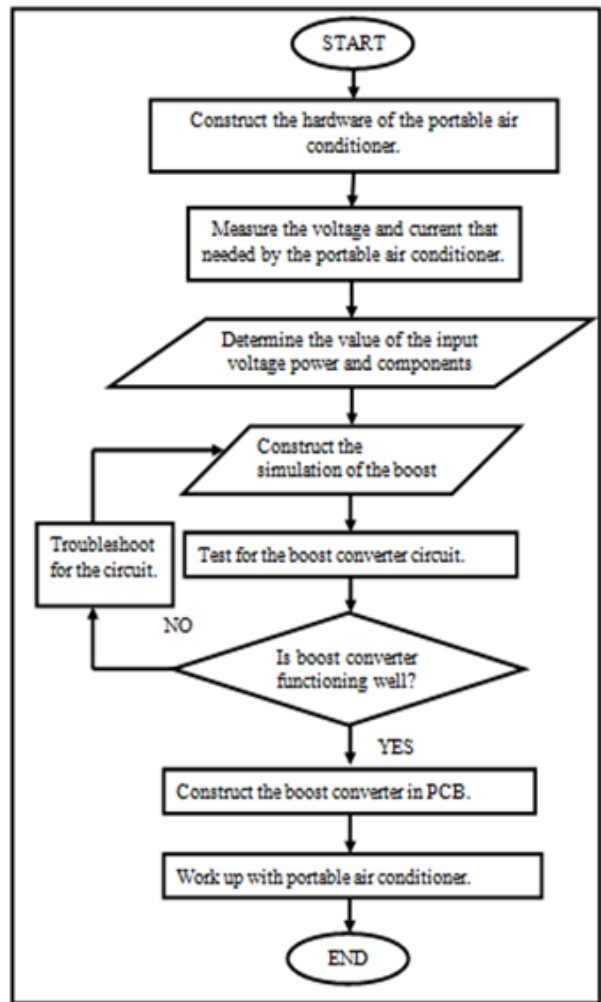 START
Construct the hardware of the portable air
conditioner.
Measure the voltage and current that
needed by the portable air conditioner.
Determine the value of the input
voltage power and components
Construct the
simulation of the boost
Troubleshoot
for the circuit.
Test for the boost converter circuit.
NO
Is boost converter
functioning well?
YES
Construct the boost converter in PCB.
Work up with portable air conditioner.
END